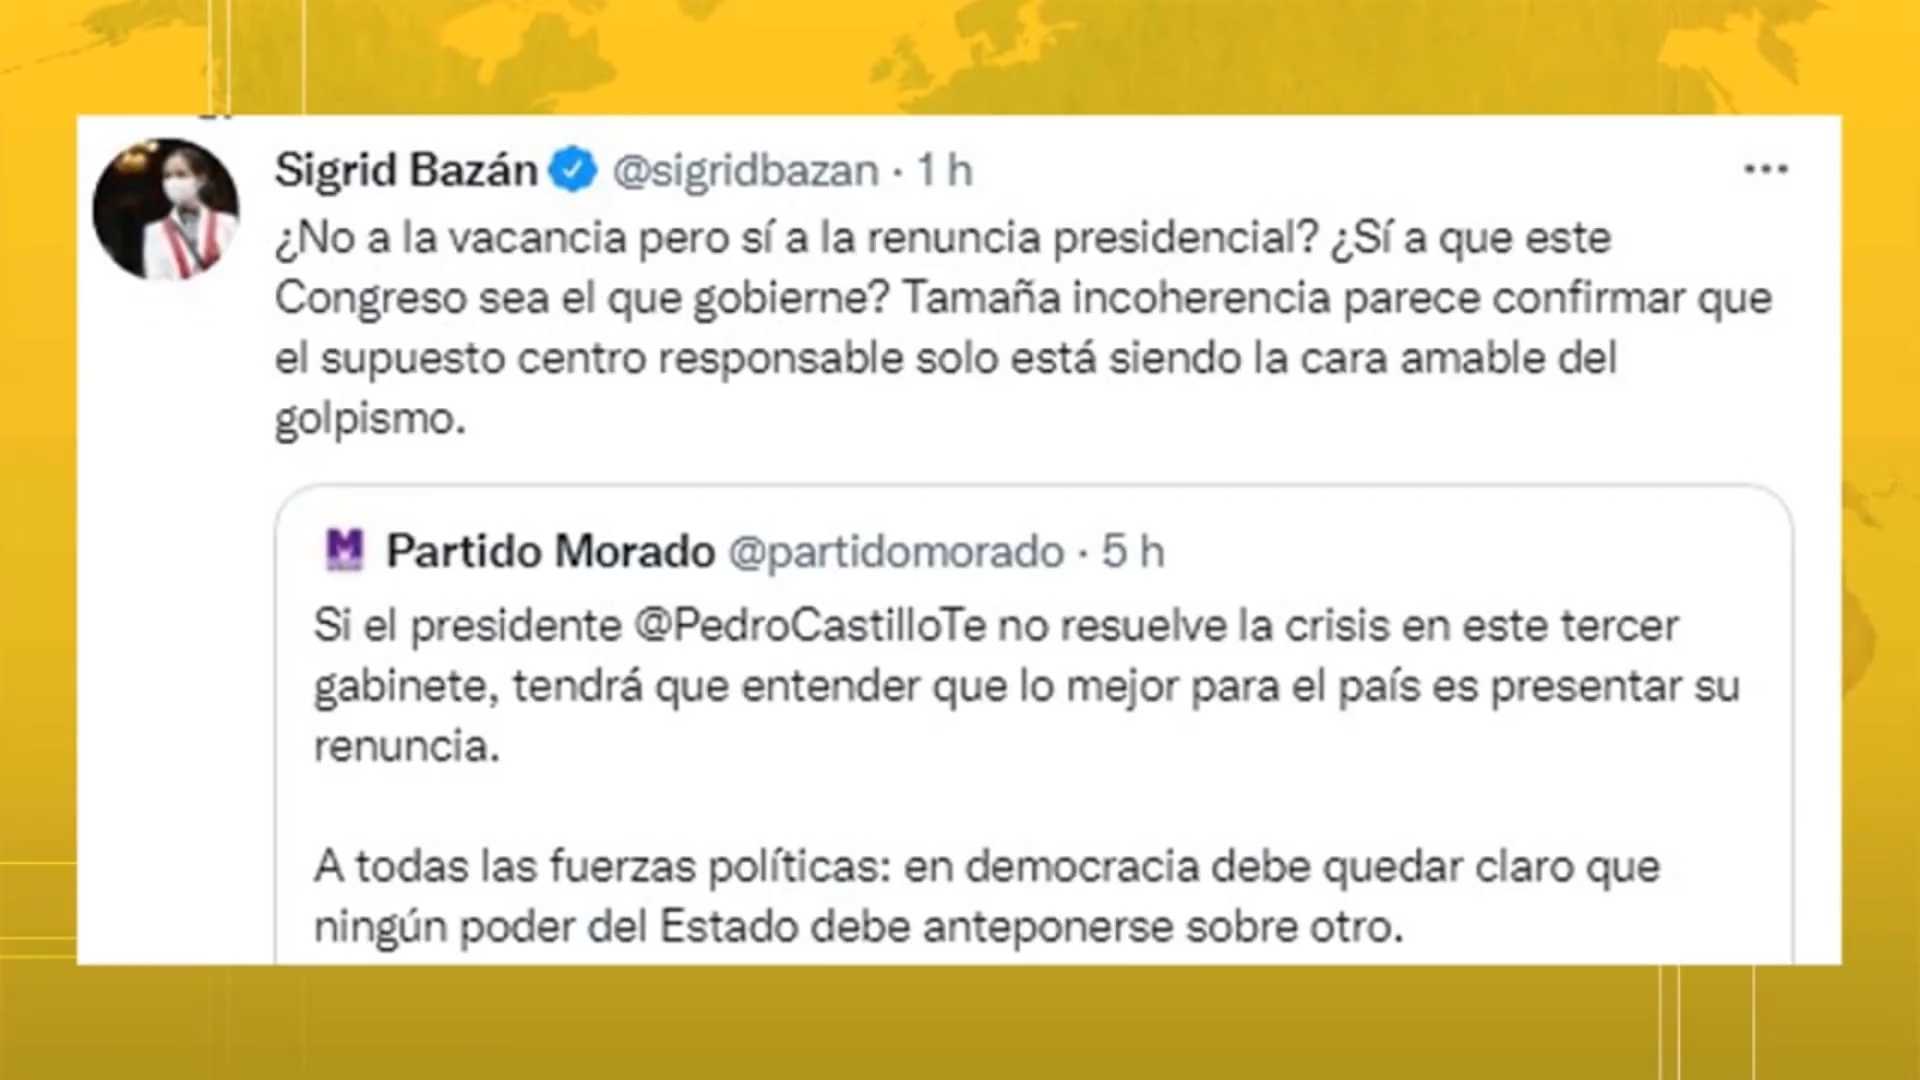 Sigrid Bazán @sigridbazan · 1 h
¿No a la vacancia pero sí a la renuncia presidencial? ¿Sí a que este
Congreso sea el que gobierne? Tamaña incoherencia parece confirmar que
el supuesto centro responsable solo está siendo la cara amable del
golpismo.
M Partido Morado @partidomorado · 5 h
Si el presidente @PedroCastilloTe no resuelve la crisis en este tercer
gabinete, tendrá que entender que lo mejor para el país es presentar su
renuncia.
A todas las fuerzas políticas: en democracia debe quedar claro que
ningún poder del Estado debe anteponerse sobre otro.